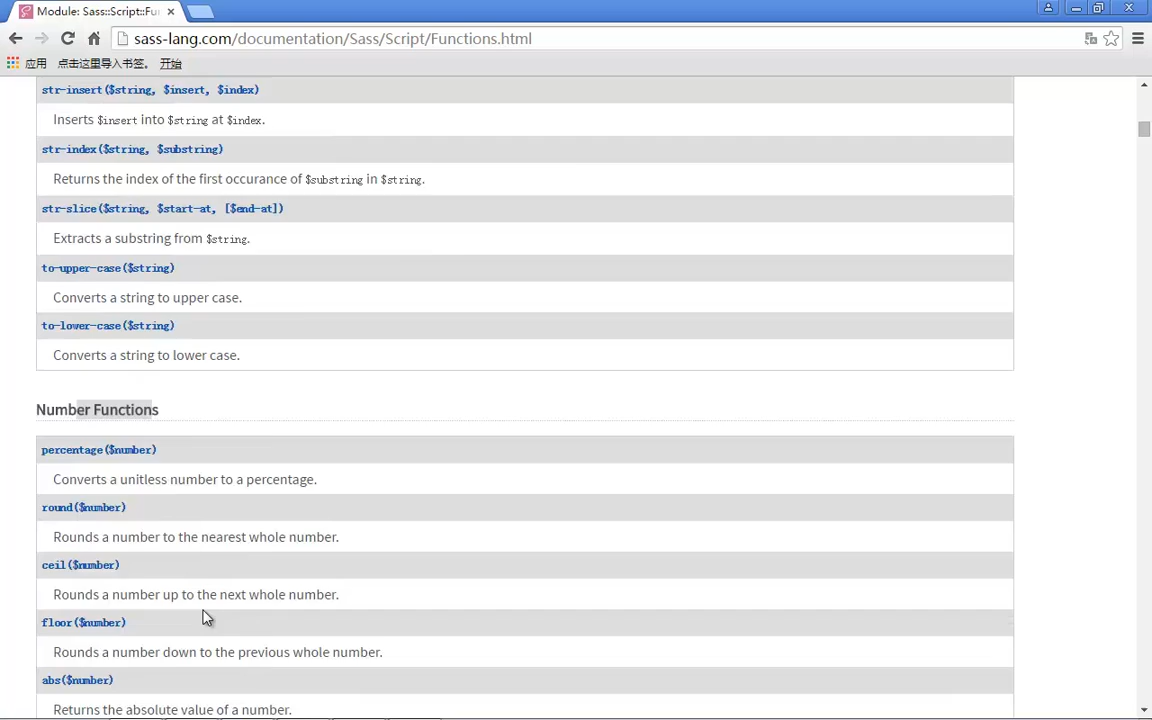 Module: Sass::Script::Fu
sass-lang.com/documentation/Sass/Script/Functions.html
应用 点击这里导入书签。 开始
str-insert($string, $insert, $index)
Inserts $insert into $string at $index.
str-index($string, $substring)
Returns the index of the first occurance of $substring in $string.
str-slice($string, $start-at, [$end-at])
Extracts a substring from $string.
to-upper-case($string)
Converts a string to upper case.
to-lower-case($string)
Converts a string to lower case.
Number Functions
percentage($number)
Converts a unitless number to a percentage.
round($number)
Rounds a number to the nearest whole number.
ceil($number)
Rounds a number up to the next whole number.
floor($number)
Rounds a number down to the previous whole number.
abs($number)
Returns the absolute value of a number.